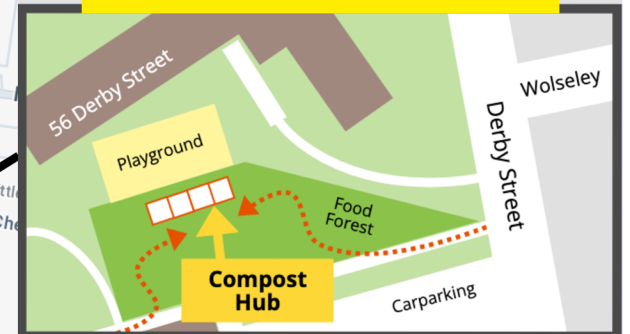 56 Derby Street
Wolseley
Derby Street
Playground
Food
Forest
Compost
Hub
Carparking